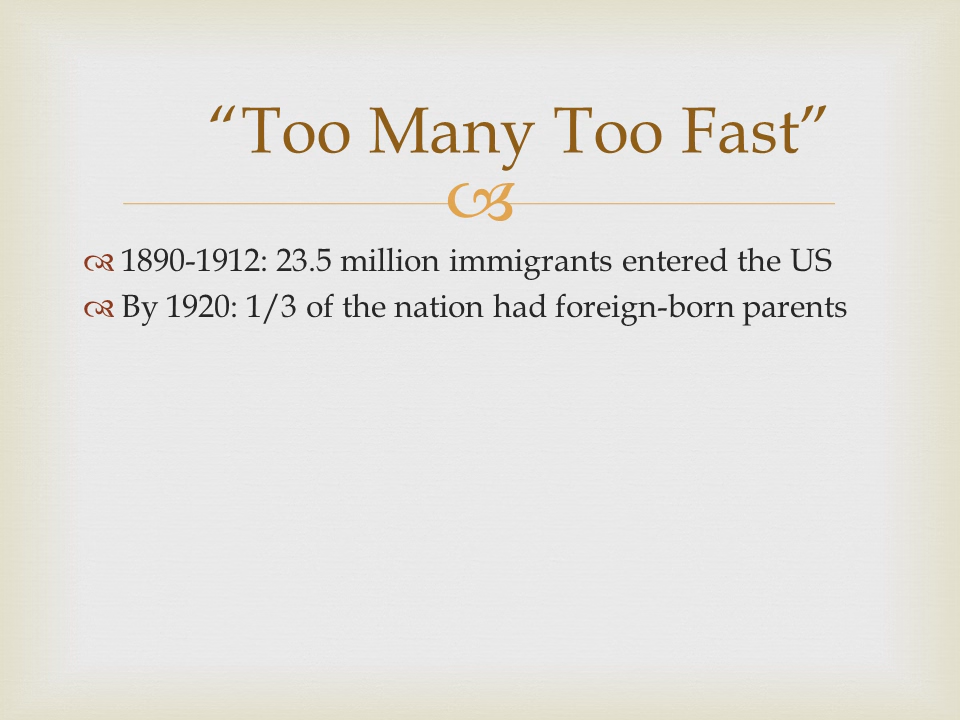 “Too Many Too Fast”
1890-1912: 23.5 million immigrants entered the US
By 1920: 1/3 of the nation had foreign-born parents